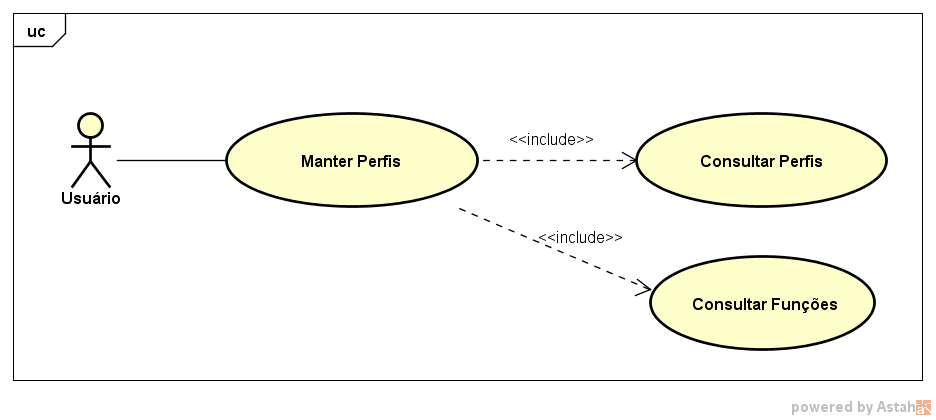 uc
<<include>>
Manter Perfis
Consultar Perfis
Usuário
<<include>>
Consultar Funções
powered by Astah